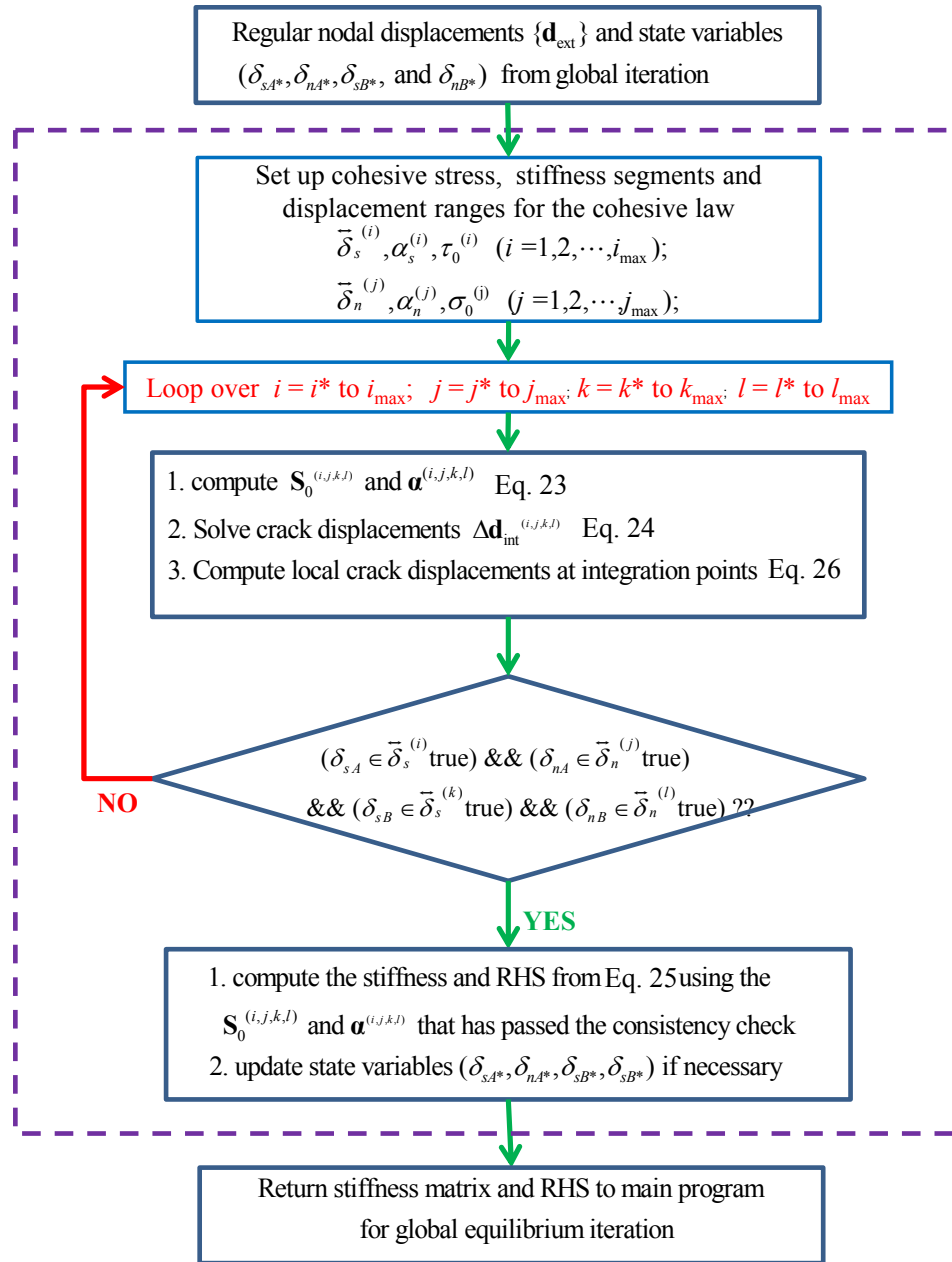 Regular nodal displacements {d_ext} and state variables
(δ_sA*, δ_nA*, δ_sB*, and δ_nB*) from global iteration
Set up cohesive stress, stiffness segments and
displacement ranges for the cohesive law
δ⃡_s^(i), α_s^(i), τ_0^(i) (i =1,2,⋯,i_max);
δ⃡_n^(j), α_n^(j), σ_0^(j) (j =1,2,⋯,j_max);
Loop over i = i* to i_max; j = j* to j_max; k = k* to k_max; l = l* to l_max
1. compute S_0^(i,j,k,l) and α^(i,j,k,l) Eq. 23
2. Solve crack displacements Δd_int^(i,j,k,l) Eq. 24
3. Compute local crack displacements at integration points Eq. 26
(δ_sA ∈ δ⃡_s^(i) true) && (δ_nA ∈ δ⃡_n^(j) true)
&& (δ_sB ∈ δ⃡_s^(k) true) && (δ_nB ∈ δ⃡_n^(l) true) ??
NO
YES
1. compute the stiffness and RHS from Eq. 25 using the
S_0^(i,j,k,l) and α^(i,j,k,l) that has passed the consistency check
2. update state variables (δ_sA*, δ_nA*, δ_sB*, δ_sB*) if necessary
Return stiffness matrix and RHS to main program
for global equilibrium iteration